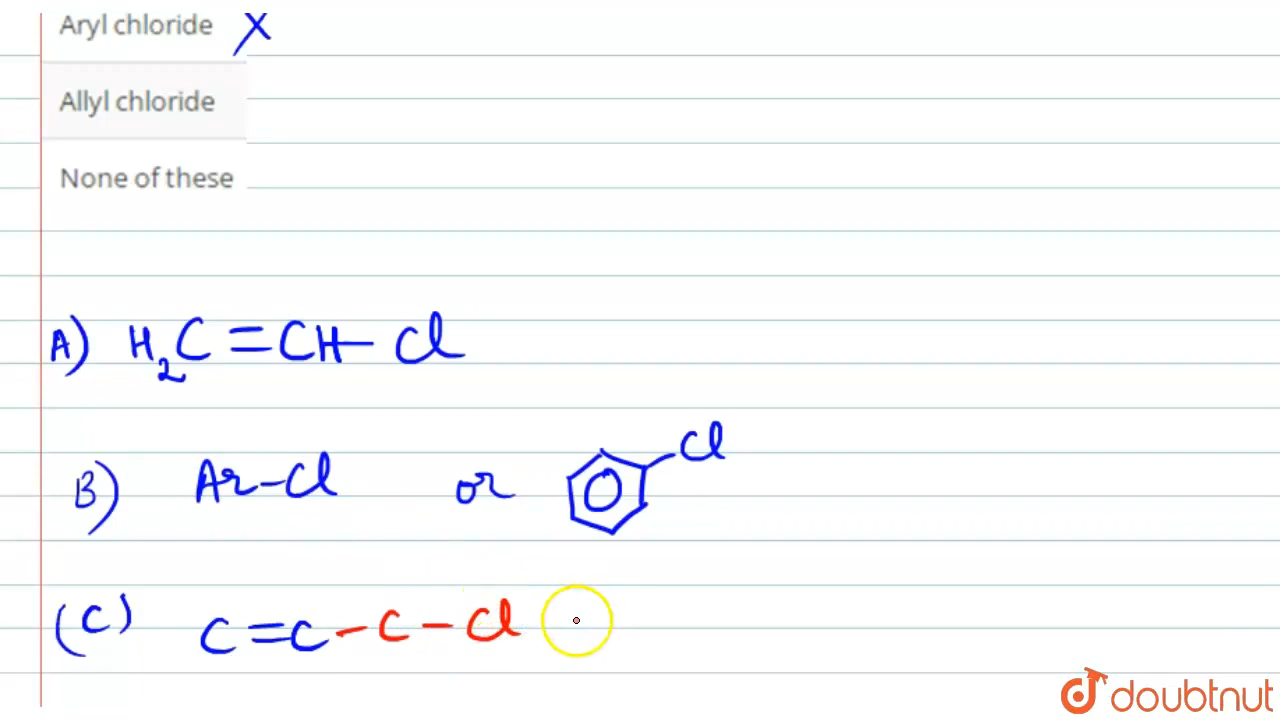 Aryl chloride X
Allyl chloride
None of these
A) H₂C=CH-Cl
B) Ar-Cl or Cl
(C) C=C-C-Cl
doubtnut